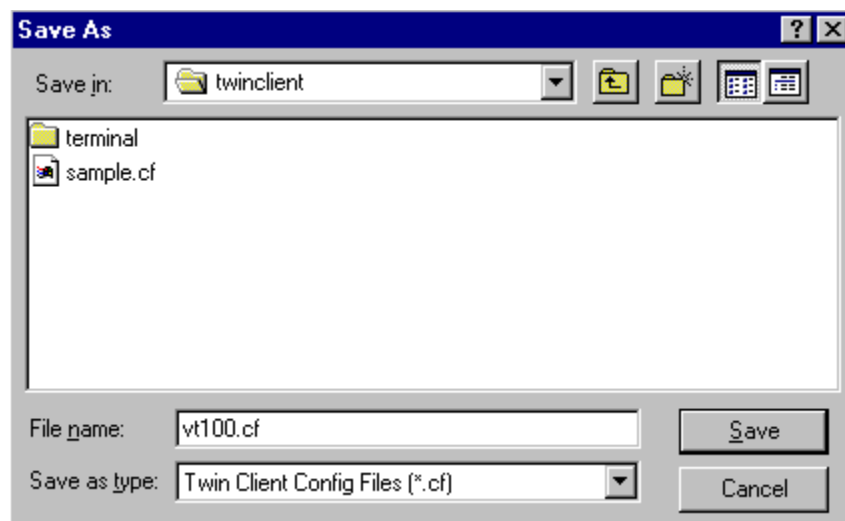 Save As
Save in: twinclient
terminal
sample.cf
File name: vt100.cf Save
Save as type: Twin Client Config Files (*.cf) Cancel